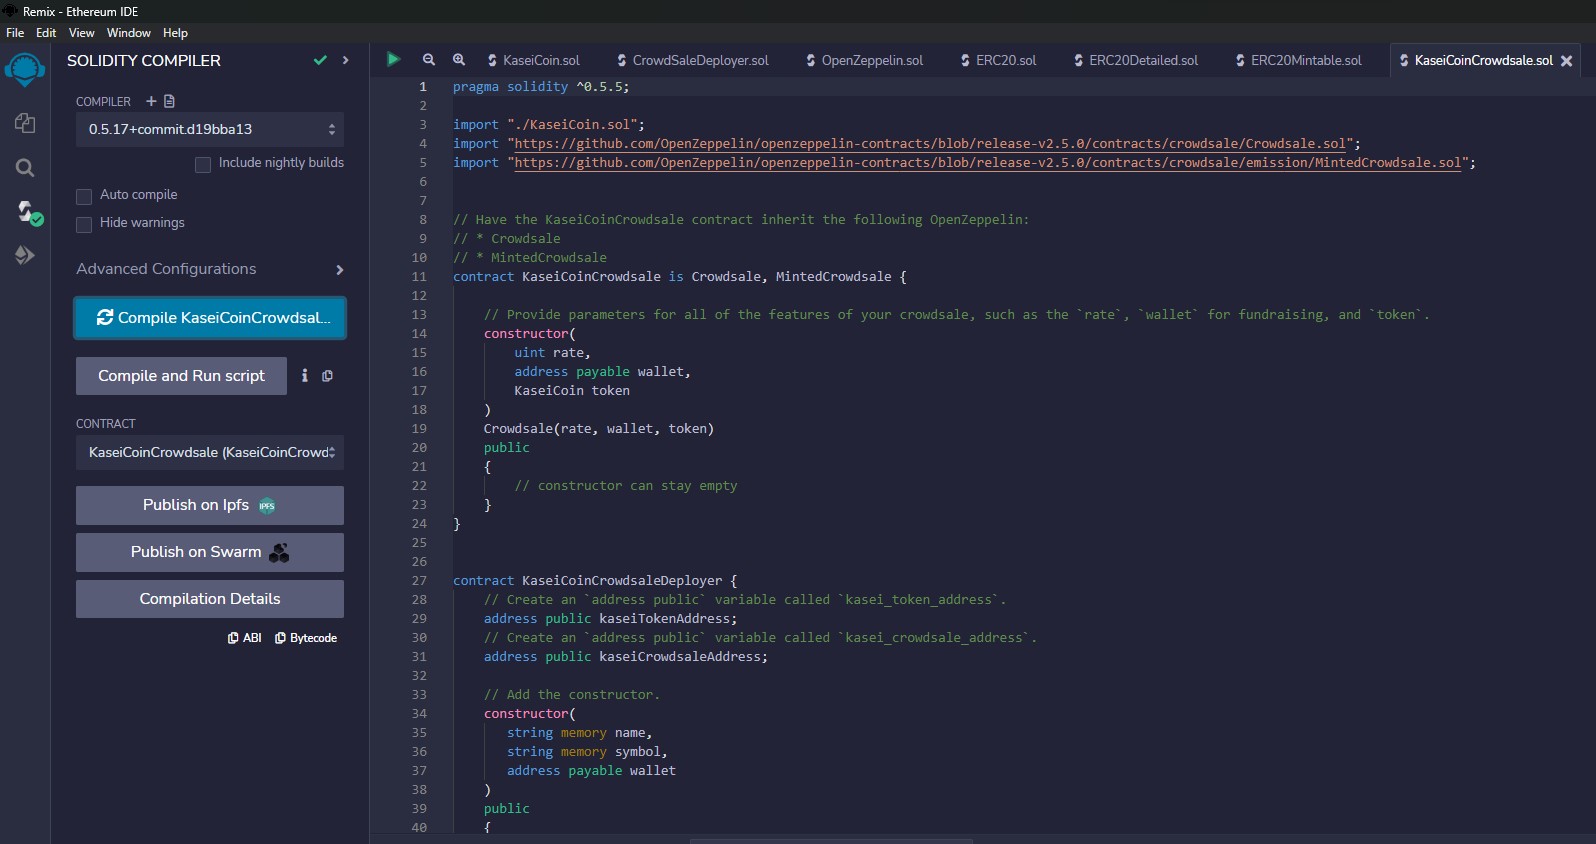 Remix - Ethereum IDE
File Edit View Window Help
SOLIDITY COMPILER
COMPILER
0.5.17+commit.d19bba13
Include nightly builds
Auto compile
Hide warnings
Advanced Configurations
Compile KaseiCoinCrowdsal...
Compile and Run script
CONTRACT
KaseiCoinCrowdsale (KaseiCoinCrowd
Publish on Ipfs IPFS
Publish on Swarm
Compilation Details
ABI Bytecode
KaseiCoin.sol CrowdSaleDeployer.sol OpenZeppelin.sol ERC20.sol ERC20Detailed.sol ERC20Mintable.sol KaseiCoinCrowdsale.sol
1 pragma solidity ^0.5.5;
2
3 import "./KaseiCoin.sol";
4 import "https://github.com/OpenZeppelin/openzeppelin-contracts/blob/release-v2.5.0/contracts/crowdsale/Crowdsale.sol";
5 import "https://github.com/OpenZeppelin/openzeppelin-contracts/blob/release-v2.5.0/contracts/crowdsale/emission/MintedCrowdsale.sol";
6
7
8 // Have the KaseiCoinCrowdsale contract inherit the following OpenZeppelin:
9 // * Crowdsale
10 // * MintedCrowdsale
11 contract KaseiCoinCrowdsale is Crowdsale, MintedCrowdsale {
12
13 // Provide parameters for all of the features of your crowdsale, such as the `rate`, `wallet` for fundraising, and `token`.
14 constructor(
15 uint rate,
16 address payable wallet,
17 KaseiCoin token
18 )
19 Crowdsale(rate, wallet, token)
20 public
21 {
22 // constructor can stay empty
23 }
24 }
25
26
27 contract KaseiCoinCrowdsaleDeployer {
28 // Create an `address public` variable called `kasei_token_address`.
29 address public kaseiTokenAddress;
30 // Create an `address public` variable called `kasei_crowdsale_address`.
31 address public kaseiCrowdsaleAddress;
32
33 // Add the constructor.
34 constructor(
35 string memory name,
36 string memory symbol,
37 address payable wallet
38 )
39 public
40 {